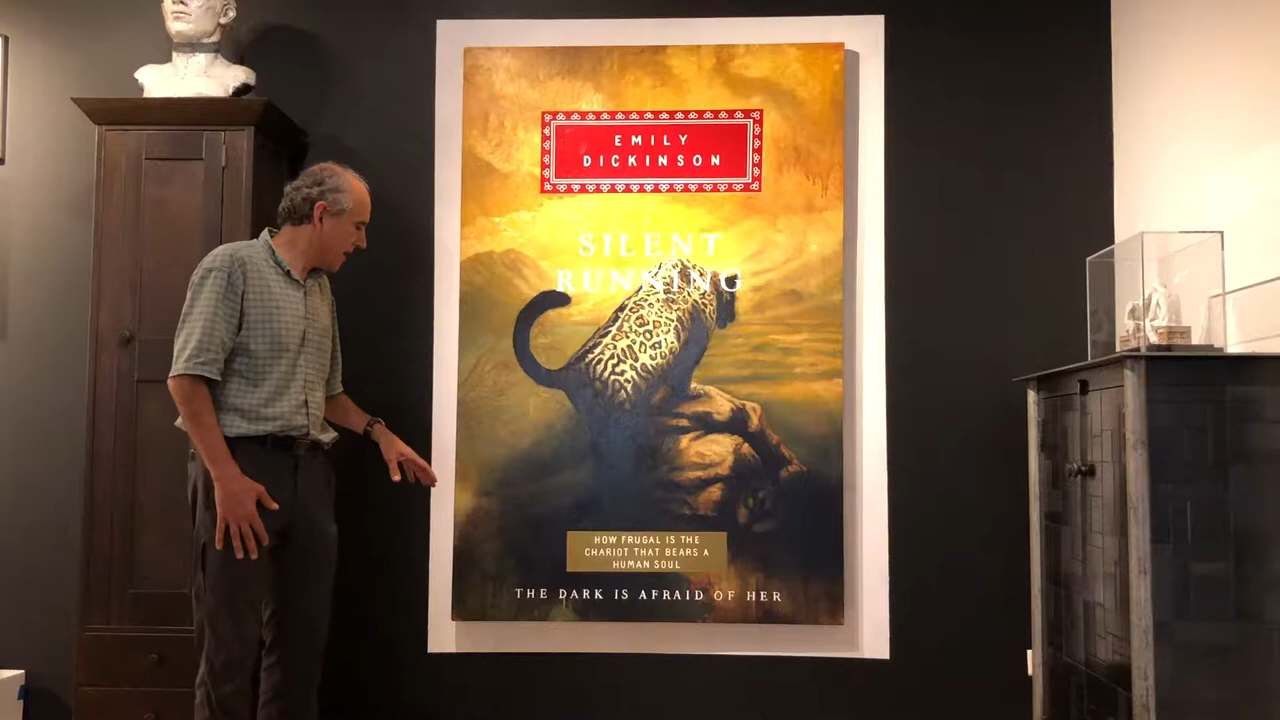 EMILY
DICKINSON
SILENT
RUNNING
HOW FRUGAL IS THE
CHARIOT THAT BEARS A
HUMAN SOUL
THE DARK IS AFRAID OF HER